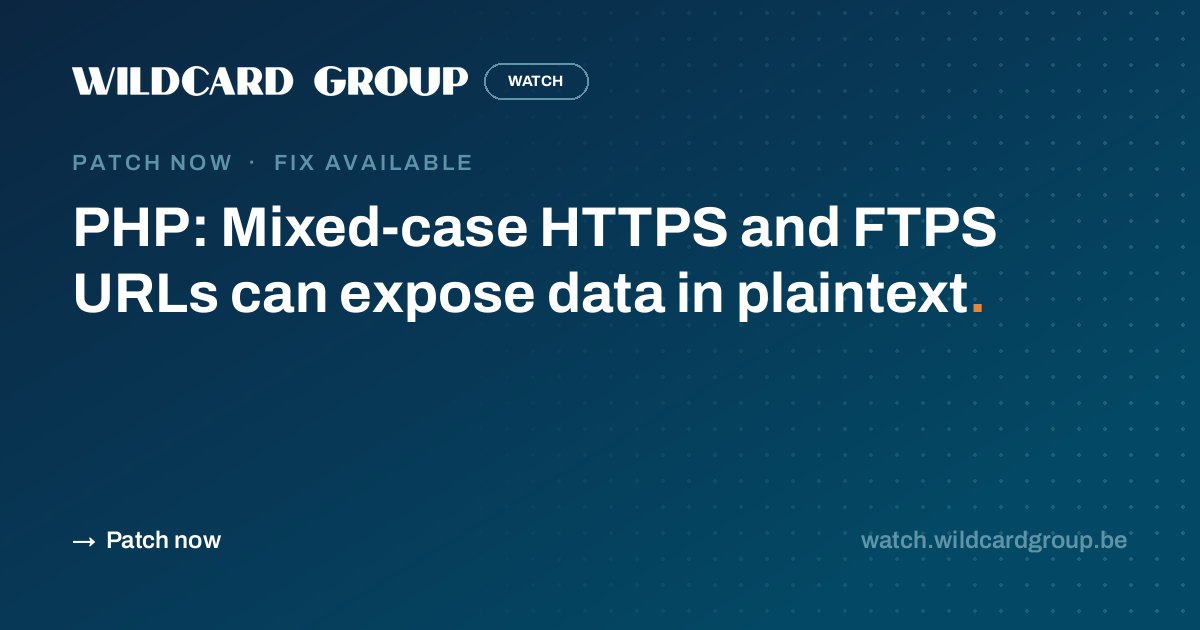 WILDCARD GROUP WATCH
PATCH NOW · FIX AVAILABLE
PHP: Mixed-case HTTPS and FTPS
URLs can expose data in plaintext.
→ Patch now
watch.wildcardgroup.be